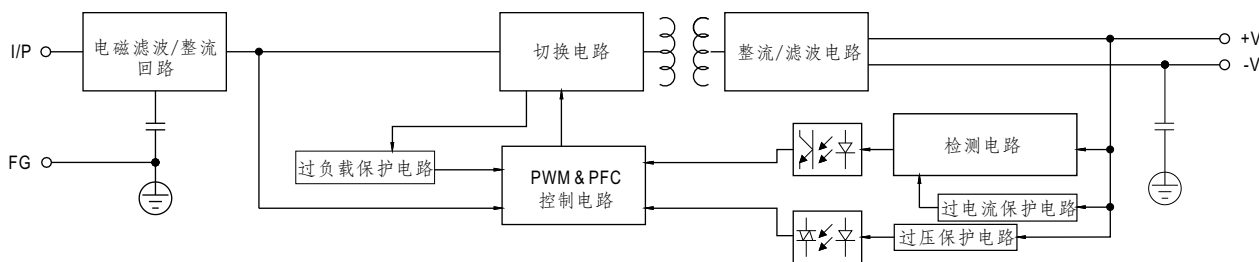 I/P
电磁滤波/整流
回路
切换电路
整流/滤波电路
+V
-V
FG
过负载保护电路
PWM & PFC
控制电路
检测电路
过电流保护电路
过压保护电路